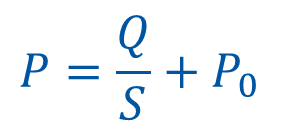 P = Q/S + P₀